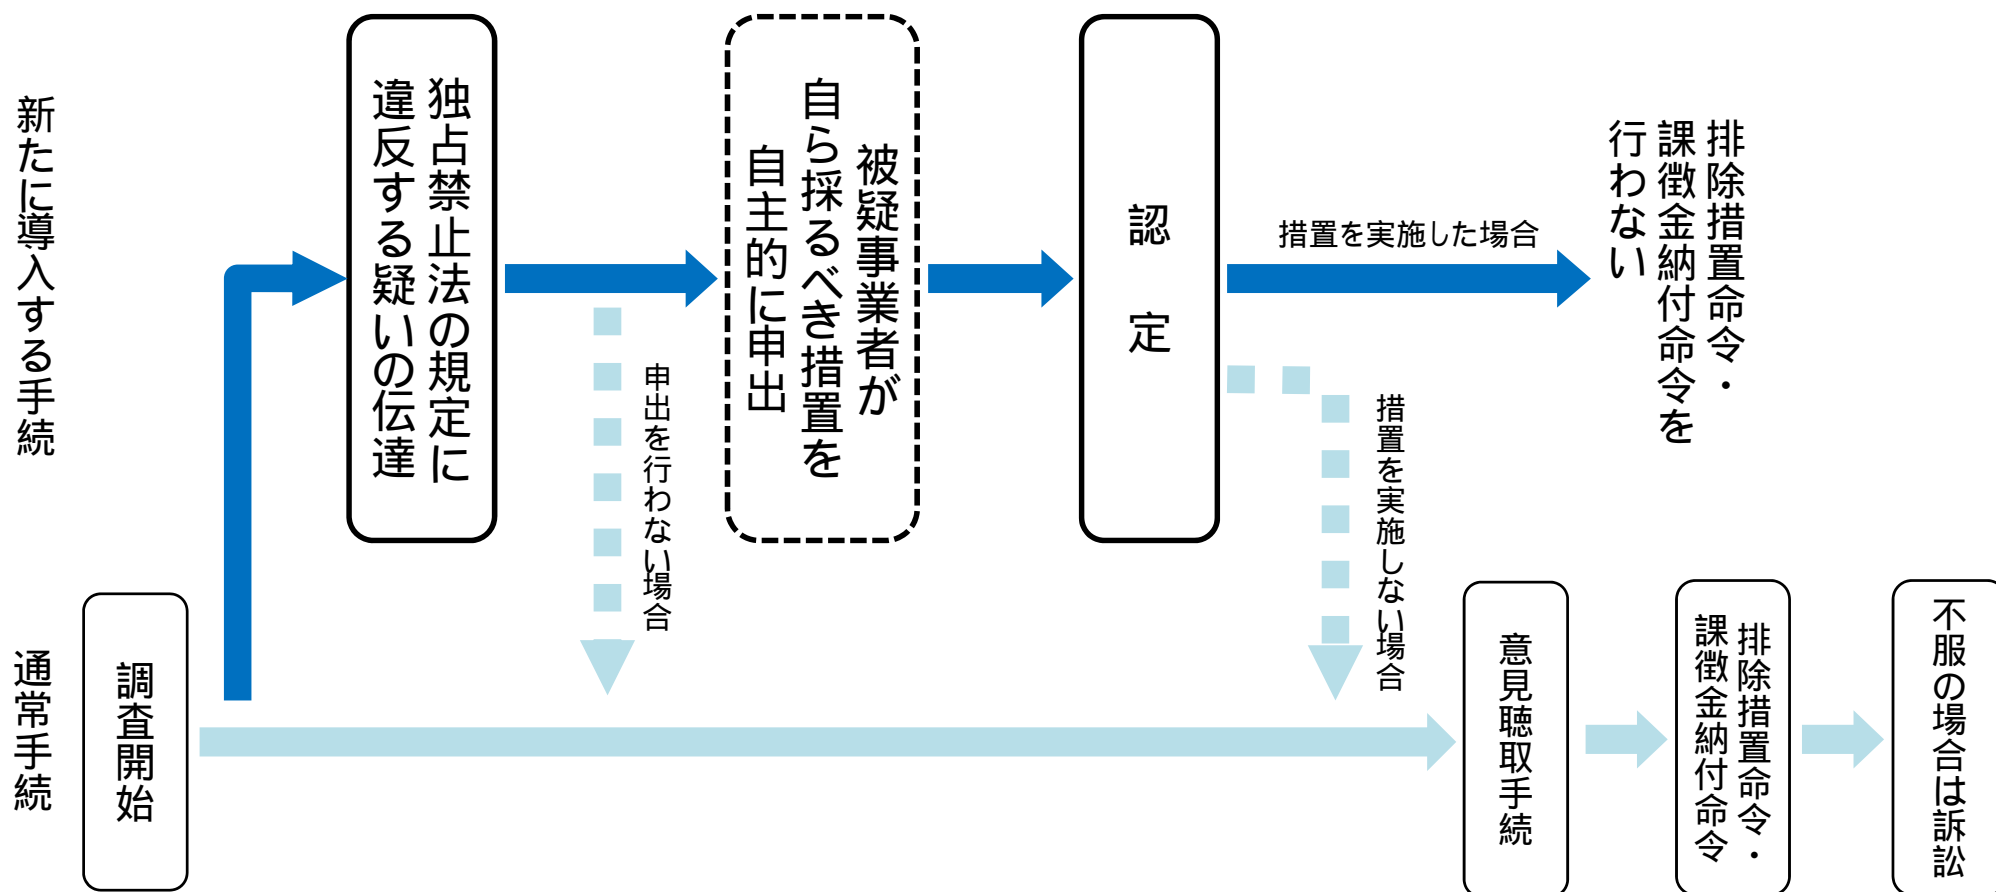 新たに導入する手続
独占禁止法の規定に
違反する疑いの伝達
被疑事業者が
自ら採るべき措置を
自主的に申出
認定
措置を実施した場合
排除措置命令・
課徴金納付命令を
行わない
申出を行わない場合
措置を実施しない場合
通常手続
調査開始
意見聴取手続
排除措置命令・
課徴金納付命令
不服の場合は訴訟